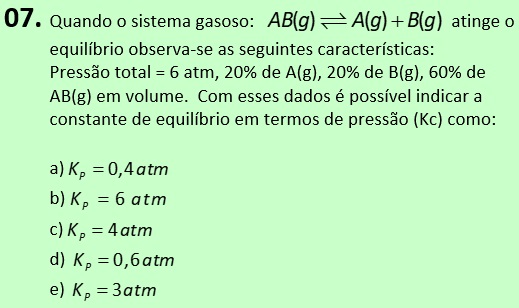 07. Quando o sistema gasoso: AB(g) ⇌ A(g) + B(g) atinge o
equilíbrio observa-se as seguintes características:
Pressão total = 6 atm, 20% de A(g), 20% de B(g), 60% de
AB(g) em volume. Com esses dados é possível indicar a
constante de equilíbrio em termos de pressão (Kc) como:
a) K_P = 0,4 atm
b) K_P = 6 atm
c) K_P = 4 atm
d) K_P = 0,6 atm
e) K_P = 3 atm